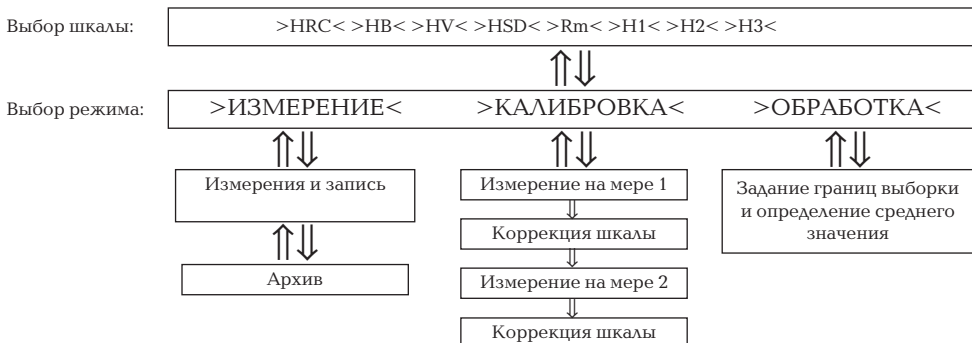 Выбор шкалы:
>HRC< >HB< >HV< >HSD< >Rm< >H1< >H2< >H3<
Выбор режима:
>ИЗМЕРЕНИЕ<
>КАЛИБРОВКА<
>ОБРАБОТКА<
Измерения и запись
Архив
Измерение на мере 1
Коррекция шкалы
Измерение на мере 2
Коррекция шкалы
Задание границ выборки
и определение среднего
значения